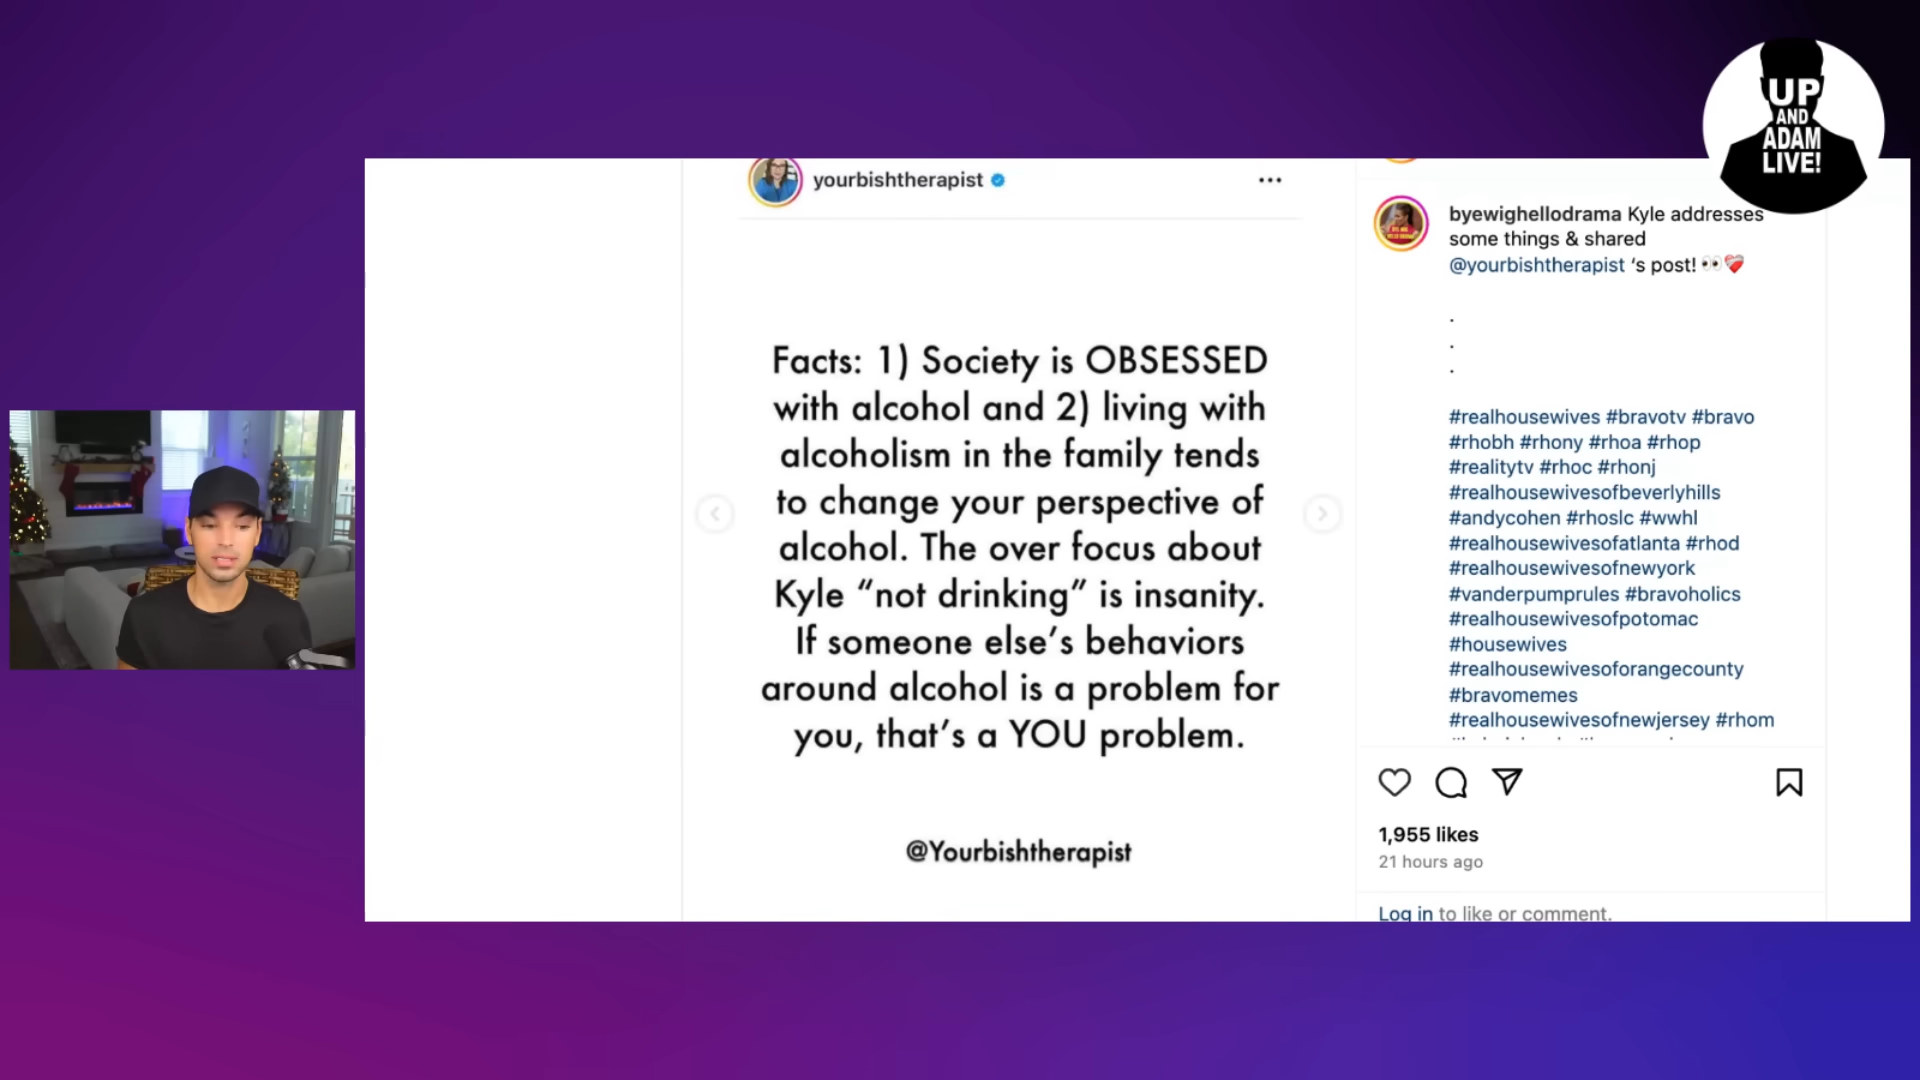 UP
AND
ADAM
LIVE!
yourbishtherapist
Facts: 1) Society is OBSESSED
with alcohol and 2) living with
alcoholism in the family tends
to change your perspective of
alcohol. The over focus about
Kyle “not drinking” is insanity.
If someone else’s behaviors
around alcohol is a problem for
you, that’s a YOU problem.
@Yourbishtherapist
byewighellodrama Kyle addresses
some things & shared
@yourbishtherapist ‘s post! 👀❤️‍🩹
.
.
.
#realhousewives #bravotv #bravo
#rhobh #rhony #rhoa #rhop
#realitytv #rhoc #rhonj
#realhousewivesofbeverlyhills
#andycohen #rhoslc #wwhl
#realhousewivesofatlanta #rhod
#realhousewivesofnewyork
#vanderpumprules #bravoholics
#realhousewivesofpotomac
#housewives
#realhousewivesoforangecounty
#bravomemes
#realhousewivesofnewjersey #rhom
1,955 likes
21 hours ago
Log in to like or comment.